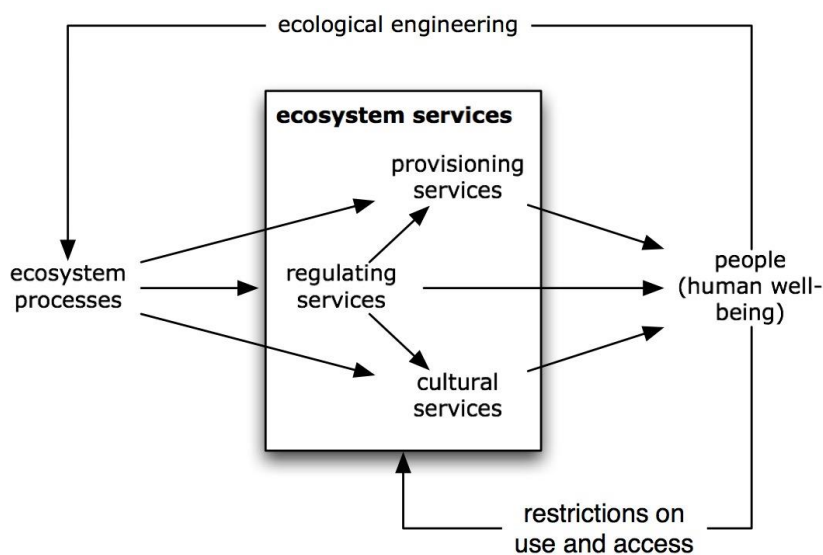 ecological engineering
ecosystem services
provisioning
services
ecosystem
processes
regulating
services
people
(human well-
being)
cultural
services
restrictions on
use and access